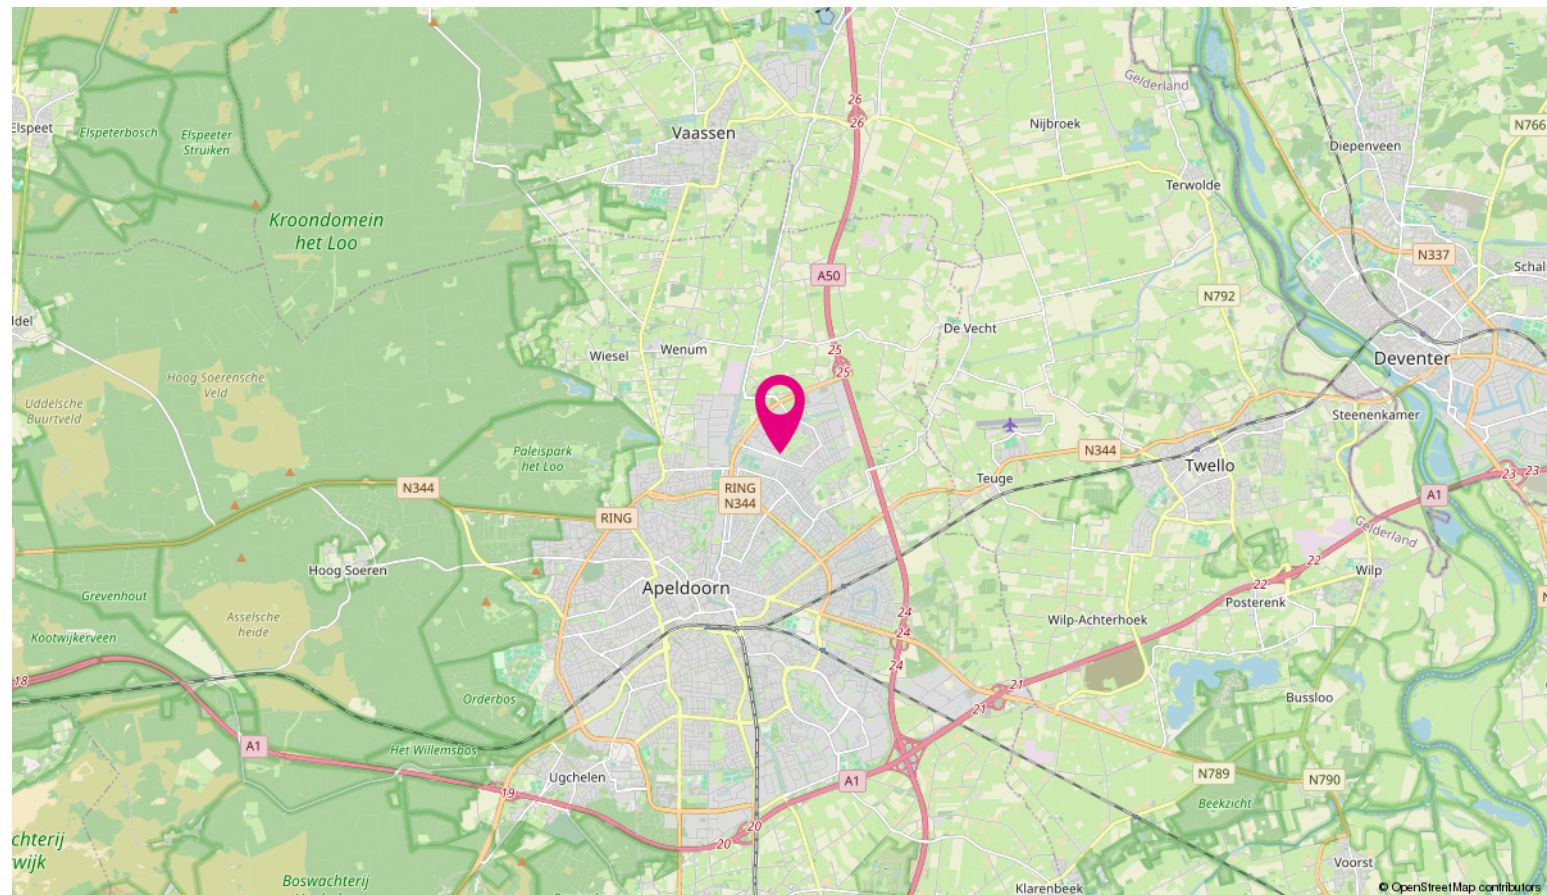 26
26
Gelderland
Nijbroek
N766
Elspeet
Elspeterbosch
Elspeeter
Struiken
Vaassen
Diepenveen
Terwolde
Kroondomein
het Loo
A50
N337
N792
Schal
ddel
De Vecht
Wiesel
Wenum
25
25
Deventer
Hoog Soerensche
Veld
Uddelsche
Buurtveld
Steenenkamer
Paleispark
het Loo
N344
Twello
Teuge
23
23
N344
RING
N344
A1
RING
Gelderland
Hoog Soeren
22
22
Wilp
Apeldoorn
Grevenhout
Posterenk
Asselsche
heide
24
24
24
Wilp-Achterhoek
Kootwijkerveen
18
21
21
Orderbos
Bussloo
A1
Het Willemsbos
Ugchelen
A1
N789
N790
19
Beekzicht
20
20
chterij
wijk
Voorst
Boswachterij
Klarenbeek
© OpenStreetMap contributors